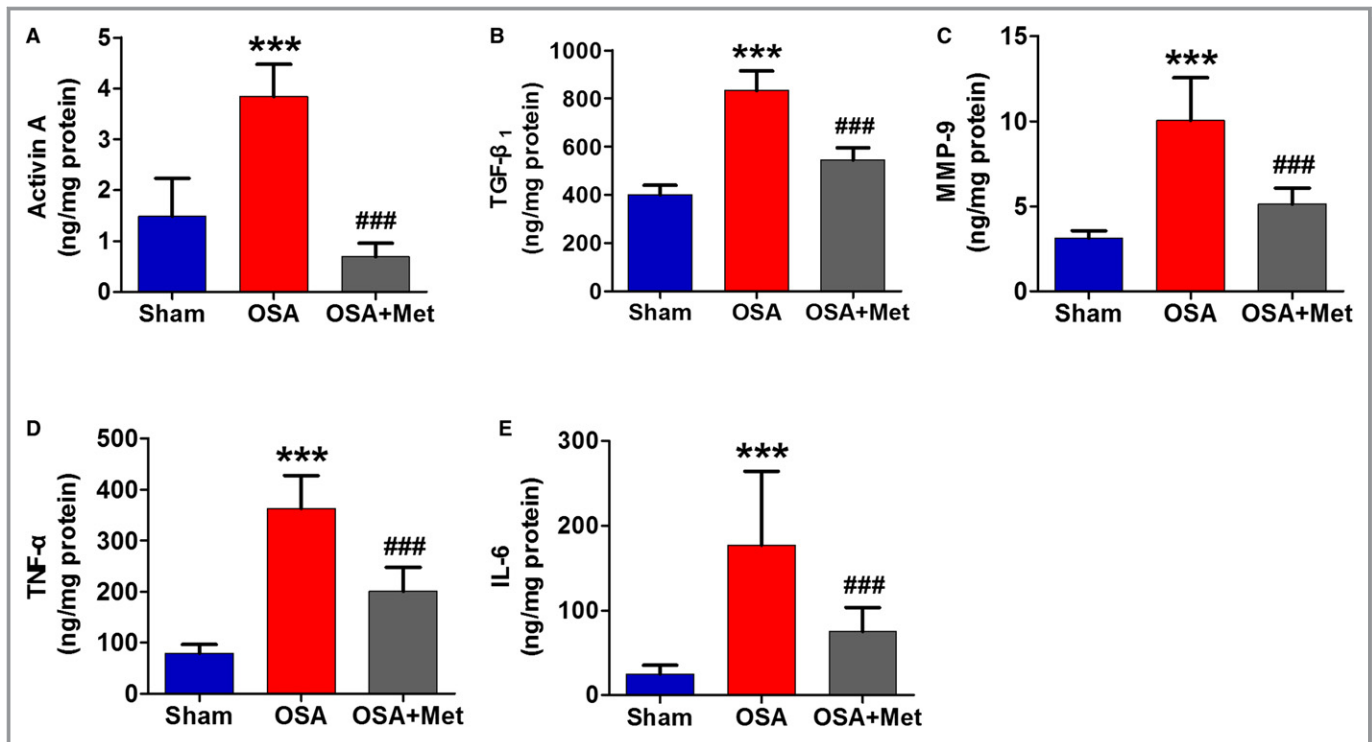 A
Activin A
(ng/mg protein)
5
4
3
2
1
0
***
###
Sham OSA OSA+Met
B
TGF-β 1
(ng/mg protein)
1000
800
600
400
200
0
***
###
Sham OSA OSA+Met
C
MMP-9
(ng/mg protein)
15
10
5
0
***
###
Sham OSA OSA+Met
D
TNF-α
(ng/mg protein)
500
400
300
200
100
0
***
###
Sham OSA OSA+Met
E
IL-6
(ng/mg protein)
300
200
100
0
***
###
Sham OSA OSA+Met